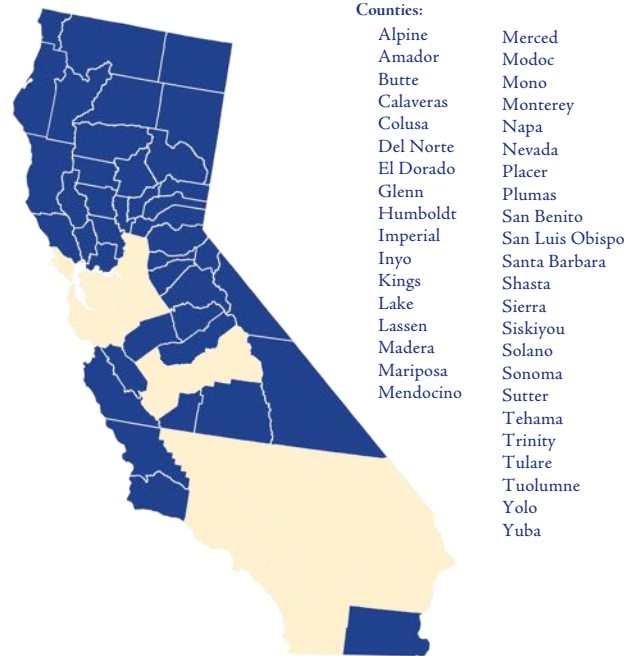 Counties:
Alpine
Amador
Butte
Calaveras
Colusa
Del Norte
El Dorado
Glenn
Humboldt
Imperial
Inyo
Kings
Lake
Lassen
Madera
Mariposa
Mendocino
Merced
Modoc
Mono
Monterey
Napa
Nevada
Placer
Plumas
San Benito
San Luis Obispo
Santa Barbara
Shasta
Sierra
Siskiyou
Solano
Sonoma
Sutter
Tehama
Trinity
Tulare
Tuolumne
Yolo
Yuba